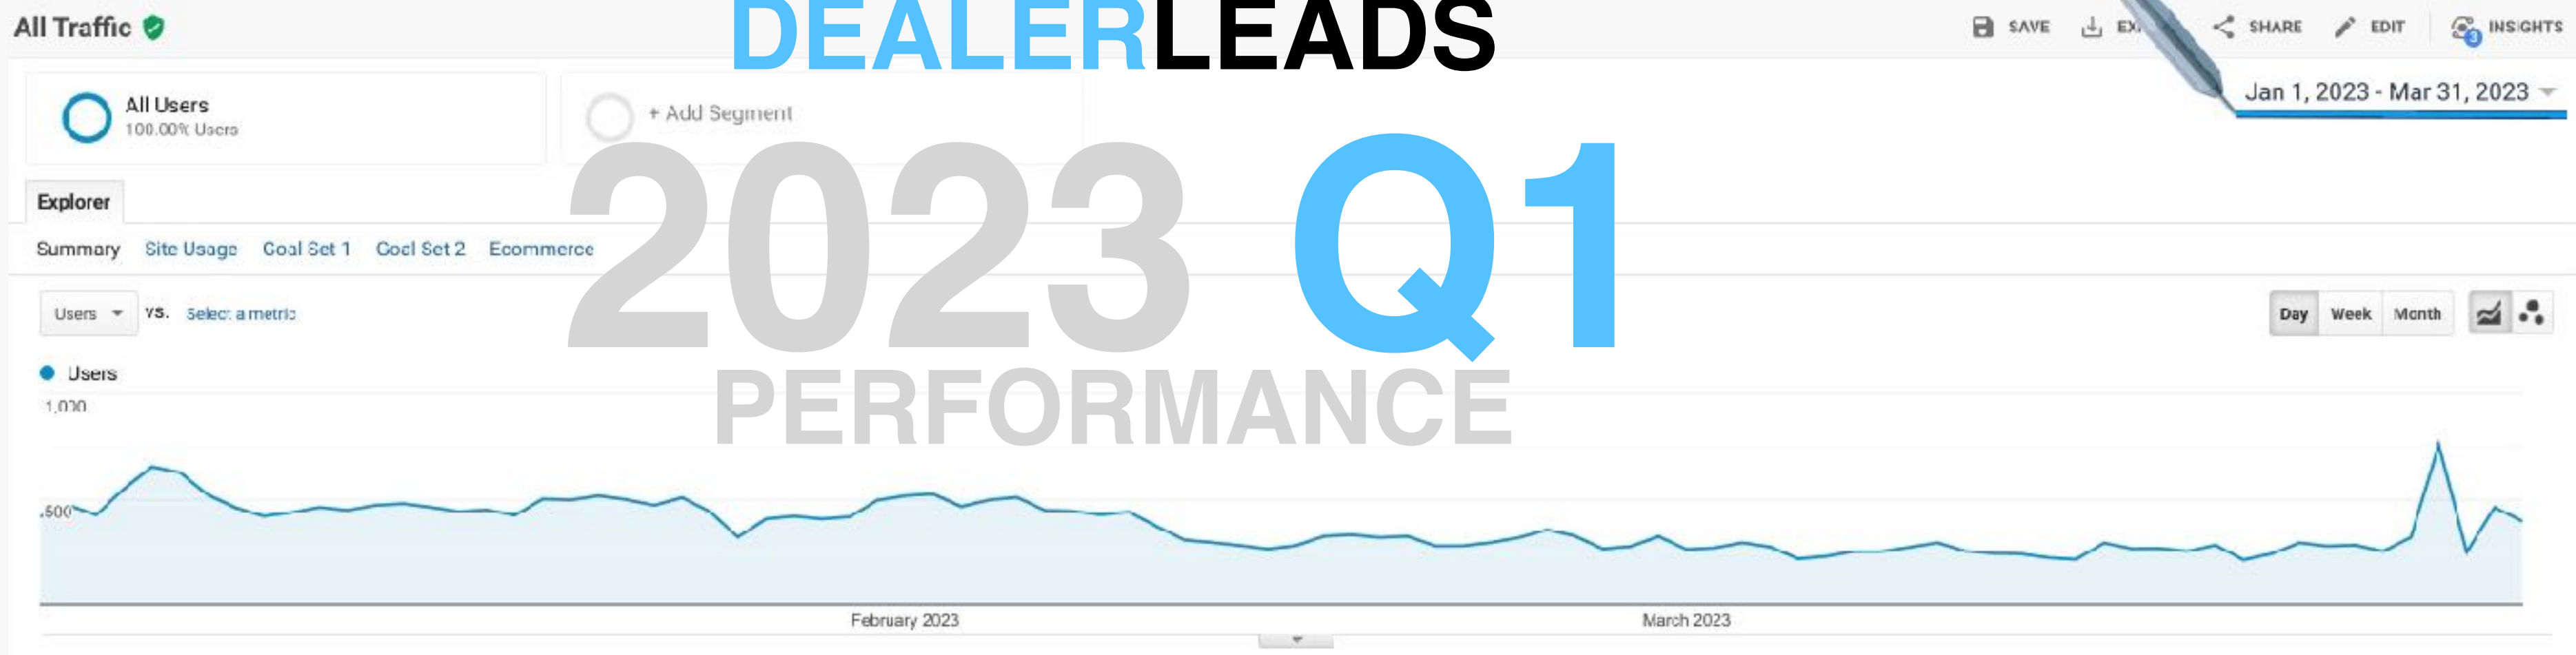 All Traffic
DEALERLEADS
SAVE
SHARE
EDIT
INSIGHTS
3
All Users
100.00% Users
+ Add Segment
Jan 1, 2023 - Mar 31, 2023
2023 Q1
PERFORMANCE
Explorer
Summary Site Usage Goal Set 1 Goal Set 2 Ecommerce
Users VS. Select a metric
Day Week Month
Users
1,000
500
February 2023
March 2023